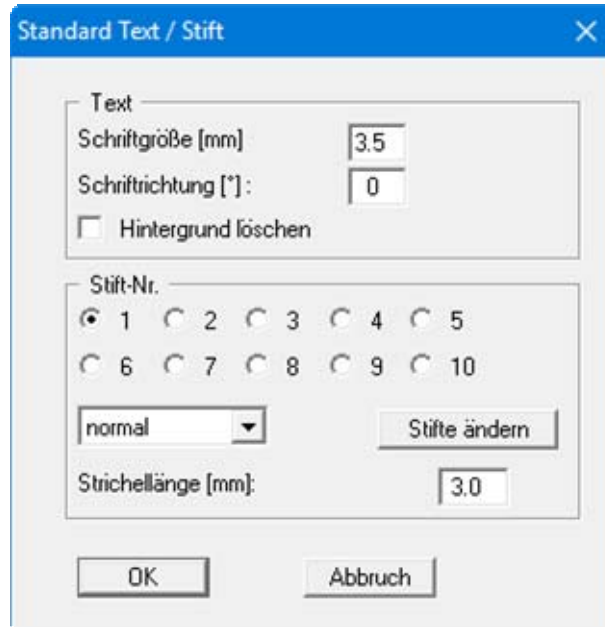 Standard Text / Stift
Text
Schriftgröße [mm] 3.5
Schriftrichtung [°] : 0
Hintergrund löschen
Stift-Nr.
1 2 3 4 5
6 7 8 9 10
normal Stifte ändern
Strichellänge [mm]: 3.0
OK Abbruch